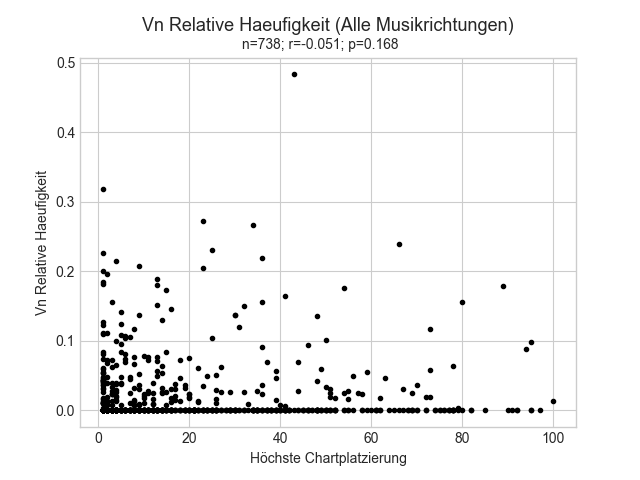 Vn Relative Haeufigkeit (Alle Musikrichtungen)
n=738; r=-0.051; p=0.168
Vn Relative Haeufigkeit
0.5
0.4
0.3
0.2
0.1
0.0
0 20 40 60 80 100
Höchste Chartplatzierung